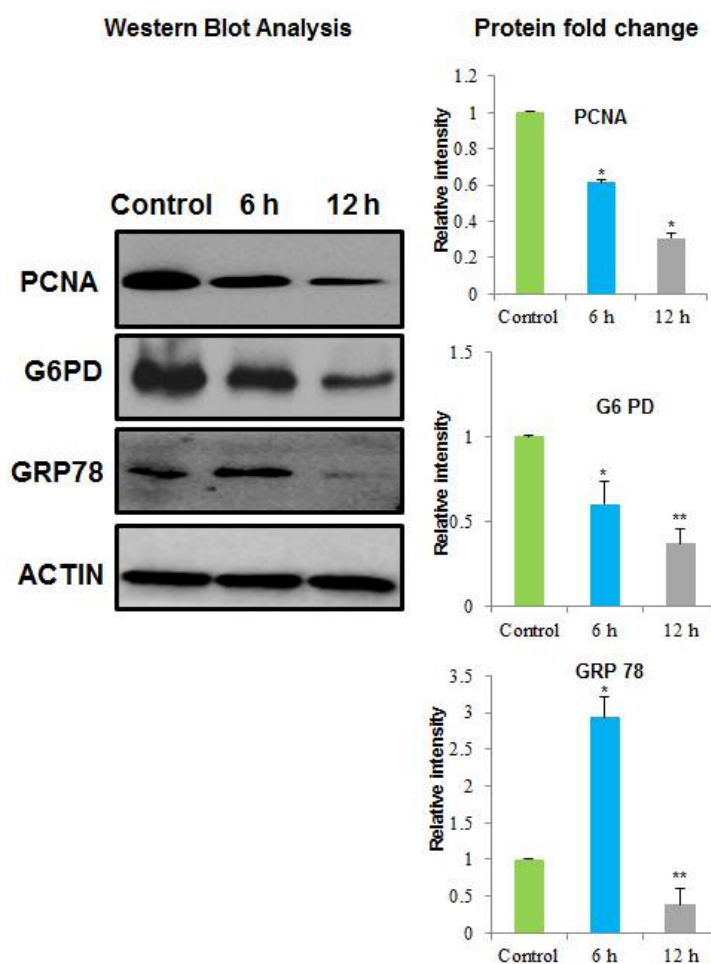 Western Blot Analysis
Control 6 h 12 h
PCNA
G6PD
GRP78
ACTIN
Protein fold change
PCNA
Relative intensity
1.2
1
0.8
0.6
0.4
0.2
0
*
*
Control 6 h 12 h
G6 PD
Relative intensity
1.5
1
0.5
0
*
**
Control 6 h 12 h
GRP 78
Relative intensity
3.5
3
2.5
2
1.5
1
0.5
0
*
**
Control 6 h 12 h